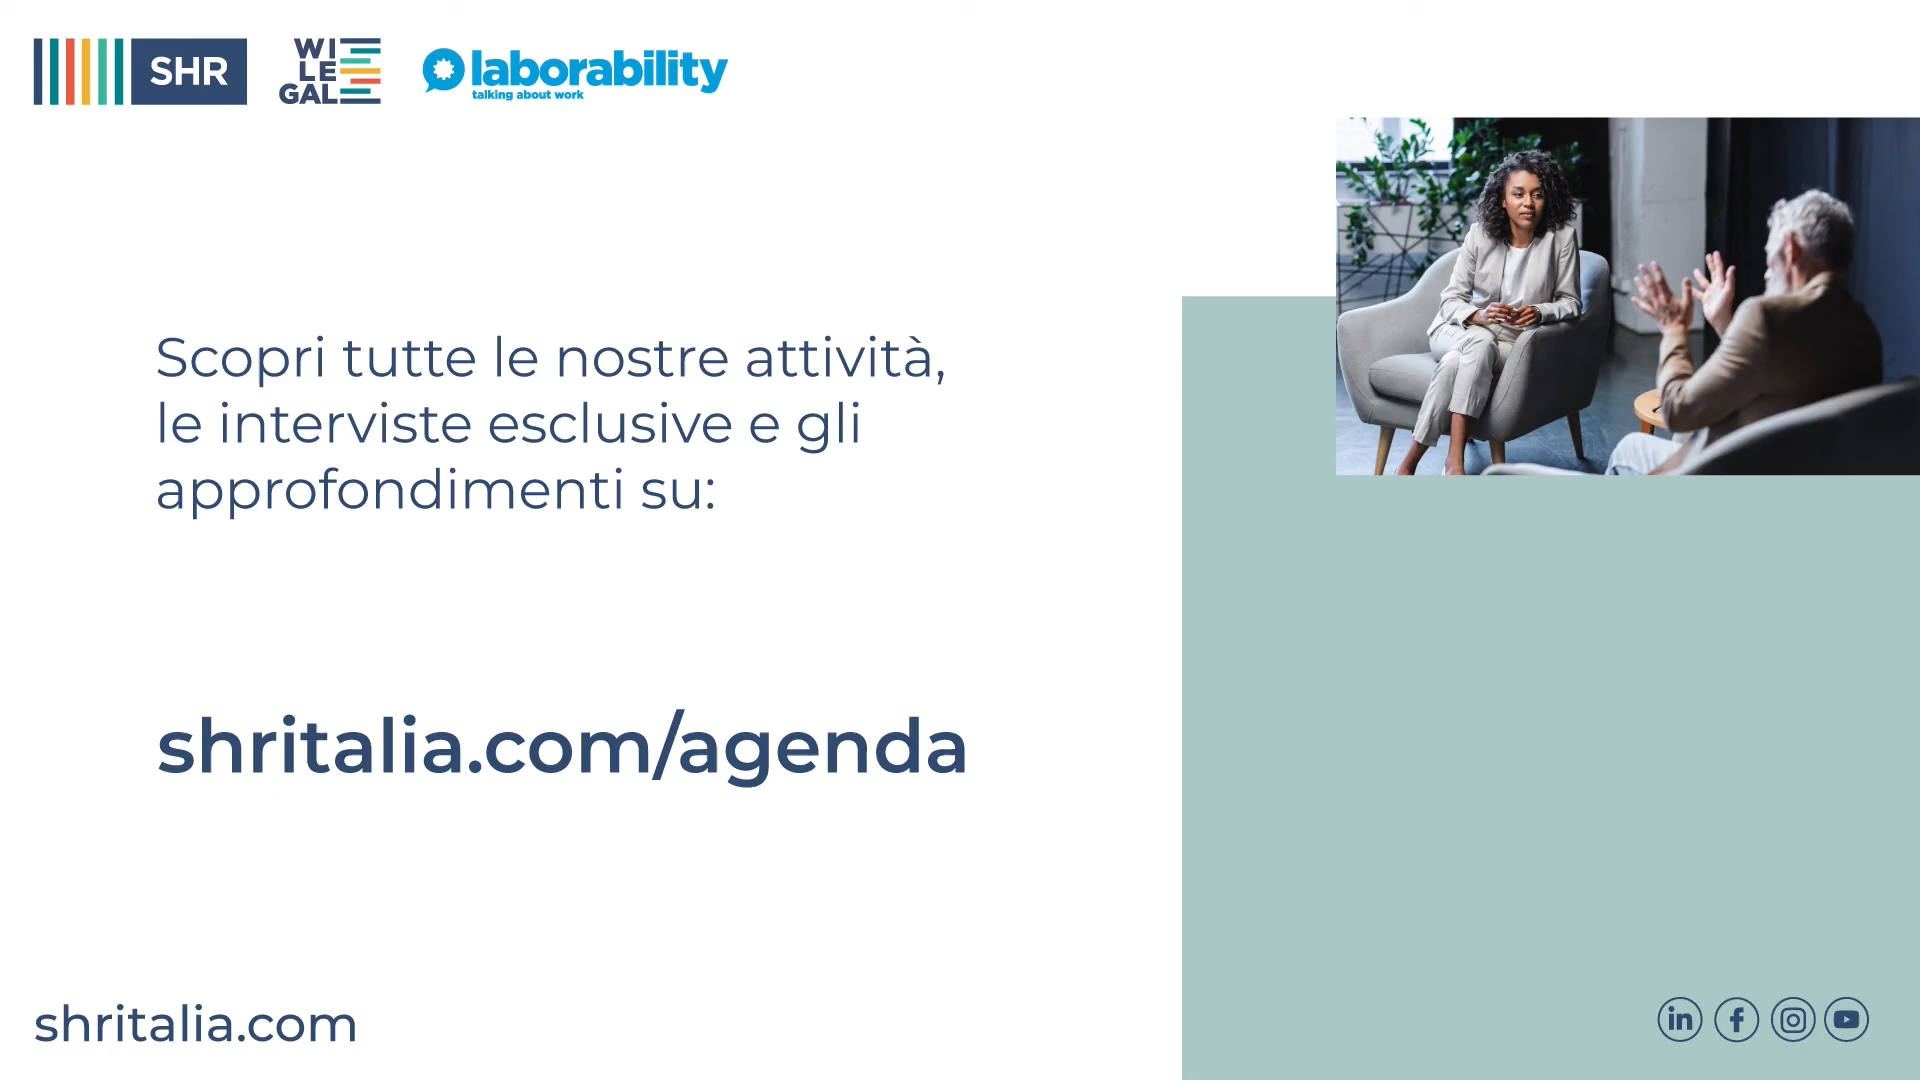 SHR
WI
LE
GAL
laborability
talking about work
Scopri tutte le nostre attività,
le interviste esclusive e gli
approfondimenti su:
shritalia.com/agenda
shritalia.com
in
f